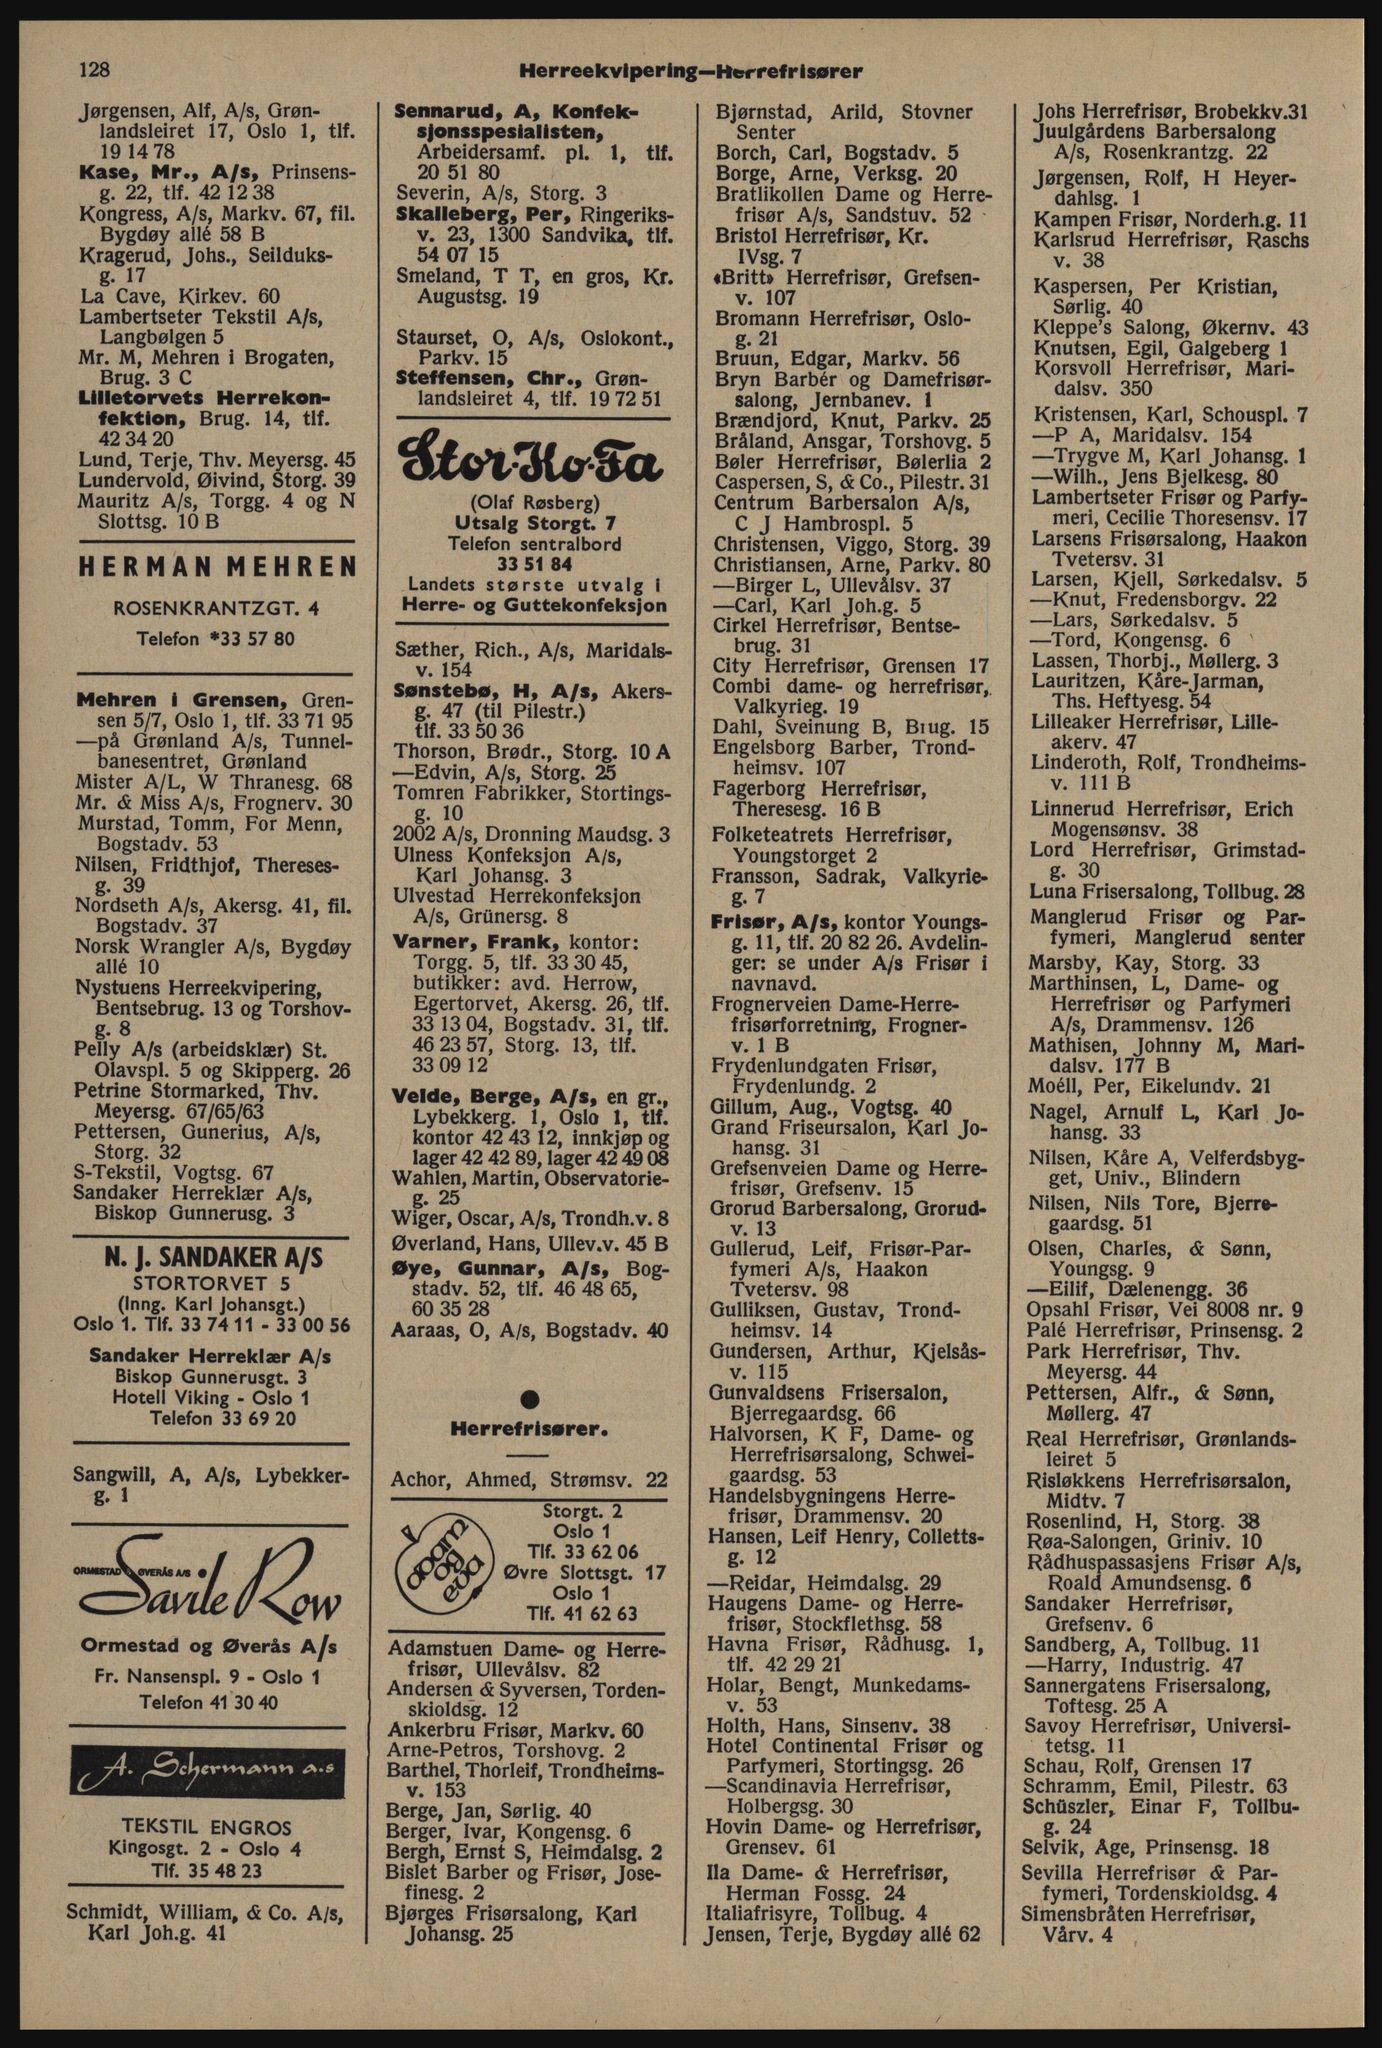 128
Herreekvipering—Herrefrisører
Jørgensen, Alf, A/s, Grøn-
landsleiret 17, Oslo 1, tlf.
19 14 78
Kase, Mr., A/s, Prinsens-
g. 22, tlf. 42 12 38
Kongress, A/s, Markv. 67, fil.
Bygdøy allé 58 B
Kragerud, Johs., Seilduks-
g. 17
La Cave, Kirkev. 60
Lambertseter Tekstil A/s,
Langbølgen 5
Mr. M, Mehren i Brogaten,
Brug. 3 C
Lilletorvets Herrekon-
fektion, Brug. 14, tlf.
42 34 20
Lund, Terje, Thv. Meyersg. 45
Lundervold, Øivind, Storg. 39
Mauritz A/s, Torgg. 4 og N
Slottsg. 10 B
HERMAN MEHREN
ROSENKRANTZGT. 4
Telefon *33 57 80
Mehren i Grensen, Gren-
sen 5/7, Oslo 1, tlf. 33 71 95
—på Grønland A/s, Tunnel-
banesentret, Grønland
Mister A/L, W Thranesg. 68
Mr. & Miss A/s, Frognerv. 30
Murstad, Tomm, For Menn,
Bogstadv. 53
Nilsen, Fridthjof, Thereses-
g. 39
Nordseth A/s, Akersg. 41, fil.
Bogstadv. 37
Norsk Wrangler A/s, Bygdøy
allé 10
Nystuens Herreekvipering,
Bentsebrug. 13 og Torshov-
g. 8
Pelly A/s (arbeidsklær) St.
Olavspl. 5 og Skipperg. 26
Petrine Stormarked, Thv.
Meyersg. 67/65/63
Pettersen, Gunerius, A/s,
Storg. 32
S-Tekstil, Vogtsg. 67
Sandaker Herreklær A/s,
Biskop Gunnerusg. 3
N. J. SANDAKER A/S
STORTORVET 5
(Inng. Karl Johansgt.)
Oslo 1. Tlf. 33 74 11 - 33 00 56
Sandaker Herreklær A/s
Biskop Gunnerusgt. 3
Hotell Viking - Oslo 1
Telefon 33 69 20
Sangwill, A, A/s, Lybekker-
g. 1
ORMESTAD ØVERÅS A/S
Savile Row
Ormestad og Øverås A/s
Fr. Nansenspl. 9 - Oslo 1
Telefon 41 30 40
A. Schermann a.s
TEKSTIL ENGROS
Kingosgt. 2 - Oslo 4
Tlf. 35 48 23
Schmidt, William, & Co. A/s,
Karl Joh.g. 41
Sennarud, A, Konfek-
sjonsspesialisten,
Arbeidersamf. pl. 1, tlf.
20 51 80
Severin, A/s, Storg. 3
Skalleberg, Per, Ringeriks-
v. 23, 1300 Sandvika, tlf.
54 07 15
Smeland, T T, en gros, Kr.
Augustsg. 19
Staurset, O, A/s, Oslokont.,
Parkv. 15
Steffensen, Chr., Grøn-
landsleiret 4, tlf. 19 72 51
Stor-Ko-Fa
(Olaf Røsberg)
Utsalg Storgt. 7
Telefon sentralbord
33 51 84
Landets største utvalg i
Herre- og Guttekonfeksjon
Sæther, Rich., A/s, Maridals-
v. 154
Sønstebø, H, A/s, Akers-
g. 47 (til Pilestr.)
tlf. 33 50 36
Thorson, Brødr., Storg. 10 A
—Edvin, A/s, Storg. 25
Tomren Fabrikker, Stortings-
g. 10
2002 A/s, Dronning Maudsg. 3
Ulness Konfeksjon A/s,
Karl Johansg. 3
Ulvestad Herrekonfeksjon
A/s, Grünersg. 8
Varner, Frank, kontor:
Torgg. 5, tlf. 33 30 45,
butikker: avd. Herrow,
Egertorvet, Akersg. 26, tlf.
33 13 04, Bogstadv. 31, tlf.
46 23 57, Storg. 13, tlf.
33 09 12
Velde, Berge, A/s, en gr.,
Lybekkerg. 1, Oslo 1, tlf.
kontor 42 43 12, innkjøp og
lager 42 42 89, lager 42 49 08
Wahlen, Martin, Observatorie-
g. 25
Wiger, Oscar, A/s, Trondh.v. 8
Øverland, Hans, Ullev.v. 45 B
Øye, Gunnar, A/s, Bog-
stadv. 52, tlf. 46 48 65,
60 35 28
Aaraas, O, A/s, Bogstadv. 40
Herrefrisører.
Achor, Ahmed, Strømsv. 22
adam
og
eva
Storgt. 2
Oslo 1
Tlf. 33 62 06
Øvre Slottsgt. 17
Oslo 1
Tlf. 41 62 63
Adamstuen Dame- og Herre-
frisør, Ullevålsv. 82
Andersen & Syversen, Torden-
skioldsg. 12
Ankerbru Frisør, Markv. 60
Arne-Petros, Torshovg. 2
Barthel, Thorleif, Trondheims-
v. 153
Berge, Jan, Sørlig. 40
Berger, Ivar, Kongensg. 6
Bergh, Ernst S, Heimdalsg. 2
Bislet Barber og Frisør, Jose-
finesg. 2
Bjørges Frisørsalong, Karl
Johansg. 25
Bjørnstad, Arild, Stovner
Senter
Borch, Carl, Bogstadv. 5
Borge, Arne, Verksg. 20
Bratlikollen Dame og Herre-
frisør A/s, Sandstuv. 52
Bristol Herrefrisør, Kr.
IVsg. 7
«Britt» Herrefrisør, Grefsen-
v. 107
Bromann Herrefrisør, Oslo-
g. 21
Bruun, Edgar, Markv. 56
Bryn Barbér og Damefrisør-
salong, Jernbanev. 1
Brændjord, Knut, Parkv. 25
Bråland, Ansgar, Torshovg. 5
Bøler Herrefrisør, Bølerlia 2
Caspersen, S, & Co., Pilestr. 31
Centrum Barbersalon A/s,
C J Hambrospl. 5
Christensen, Viggo, Storg. 39
Christiansen, Arne, Parkv. 80
—Birger L, Ullevålsv. 37
—Carl, Karl Joh.g. 5
Cirkel Herrefrisør, Bentse-
brug. 31
City Herrefrisør, Grensen 17
Combi dame- og herrefrisør,
Valkyrieg. 19
Dahl, Sveinung B, Brug. 15
Engelsborg Barber, Trond-
heimsv. 107
Fagerborg Herrefrisør,
Theresesg. 16 B
Folketeatrets Herrefrisør,
Youngstorget 2
Fransson, Sadrak, Valkyrie-
g. 7
Frisør, A/s, kontor Youngs-
g. 11, tlf. 20 82 26. Avdelin-
ger: se under A/s Frisør i
navnavd.
Frognerveien Dame-Herre-
frisørforretning, Frogner-
v. 1 B
Frydenlundgaten Frisør,
Frydenlundg. 2
Gillum, Aug., Vogtsg. 40
Grand Friseursalon, Karl Jo-
hansg. 31
Grefsenveien Dame og Herre-
frisør, Grefsenv. 15
Grorud Barbersalong, Grorud-
v. 13
Gullerud, Leif, Frisør-Par-
fymeri A/s, Haakon
Tvetersv. 98
Gulliksen, Gustav, Trond-
heimsv. 14
Gundersen, Arthur, Kjelsås-
v. 115
Gunvaldsens Frisersalon,
Bjerregaardsg. 66
Halvorsen, K F, Dame- og
Herrefrisørsalong, Schwei-
gaardsg. 53
Handelsbygningens Herre-
frisør, Drammensv. 20
Hansen, Leif Henry, Colletts-
g. 12
—Reidar, Heimdalsg. 29
Haugens Dame- og Herre-
frisør, Stockflethsg. 58
Havna Frisør, Rådhusg. 1,
tlf. 42 29 21
Holar, Bengt, Munkedams-
v. 53
Holth, Hans, Sinsenv. 38
Hotel Continental Frisør og
Parfymeri, Stortingsg. 26
—Scandinavia Herrefrisør,
Holbergsg. 30
Hovin Dame- og Herrefrisør,
Grensev. 61
Ila Dame- & Herrefrisør,
Herman Fossg. 24
Italiafrisyre, Tollbug. 4
Jensen, Terje, Bygdøy allé 62
Johs Herrefrisør, Brobekkv.31
Juulgårdens Barbersalong
A/s, Rosenkrantzg. 22
Jørgensen, Rolf, H Heyer-
dahlsg. 1
Kampen Frisør, Norderh.g. 11
Karlsrud Herrefrisør, Raschs
v. 38
Kaspersen, Per Kristian,
Sørlig. 40
Kleppe's Salong, Økernv. 43
Knutsen, Egil, Galgeberg 1
Korsvoll Herrefrisør, Mari-
dalsv. 350
Kristensen, Karl, Schouspl. 7
—P A, Maridalsv. 154
—Trygve M, Karl Johansg. 1
—Wilh., Jens Bjelkesg. 80
Lambertseter Frisør og Parfy-
meri, Cecilie Thoresensv. 17
Larsens Frisørsalong, Haakon
Tvetersv. 31
Larsen, Kjell, Sørkedalsv. 5
—Knut, Fredensborgv. 22
—Lars, Sørkedalsv. 5
—Tord, Kongensg. 6
Lassen, Thorbj., Møllerg. 3
Lauritzen, Kåre-Jarman,
Ths. Heftyesg. 54
Lilleaker Herrefrisør, Lille-
akerv. 47
Linderoth, Rolf, Trondheims-
v. 111 B
Linnerud Herrefrisør, Erich
Mogensønsv. 38
Lord Herrefrisør, Grimstad-
g. 30
Luna Frisersalong, Tollbug. 28
Manglerud Frisør og Par-
fymeri, Manglerud senter
Marsby, Kay, Storg. 33
Marthinsen, L, Dame- og
Herrefrisør og Parfymeri
A/s, Drammensv. 126
Mathisen, Johnny M, Mari-
dalsv. 177 B
Moéll, Per, Eikelundv. 21
Nagel, Arnulf L, Karl Jo-
hansg. 33
Nilsen, Kåre A, Velferdsbyg-
get, Univ., Blindern
Nilsen, Nils Tore, Bjerre-
gaardsg. 51
Olsen, Charles, & Sønn,
Youngsg. 9
—Eilif, Dælenengg. 36
Opsahl Frisør, Vei 8008 nr. 9
Palé Herrefrisør, Prinsensg. 2
Park Herrefrisør, Thv.
Meyersg. 44
Pettersen, Alfr., & Sønn,
Møllerg. 47
Real Herrefrisør, Grønlands-
leiret 5
Risløkkens Herrefrisørsalon,
Midtv. 7
Rosenlind, H, Storg. 38
Røa-Salongen, Griniv. 10
Rådhuspassasjens Frisør A/s,
Roald Amundsensg. 6
Sandaker Herrefrisør,
Grefsenv. 6
Sandberg, A, Tollbug. 11
—Harry, Industrig. 47
Sannergatens Frisersalong,
Toftesg. 25 A
Savoy Herrefrisør, Universi-
tetsg. 11
Schau, Rolf, Grensen 17
Schramm, Emil, Pilestr. 63
Schüszler, Einar F, Tollbu-
g. 24
Selvik, Age, Prinsensg. 18
Sevilla Herrefrisør & Par-
fymeri, Tordenskioldsg. 4
Simensbråten Herrefrisør,
Vårv. 4